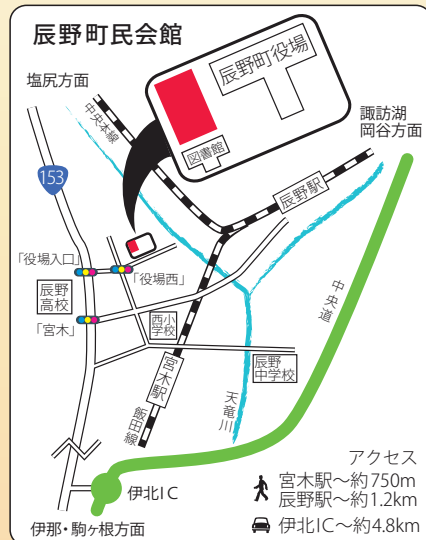 辰野町民会館
塩尻方面
中央本線
辰野町役場
図書館
諏訪湖
岡谷方面
153
辰野駅
「役場入口」
「役場西」
辰野
高校
「宮木」
西小
学校
宮木駅
辰野
中学校
中央道
天竜川
飯田線
伊北IC
伊那・駒ヶ根方面
アクセス
宮木駅〜約750m
辰野駅〜約1.2km
伊北IC〜約4.8km